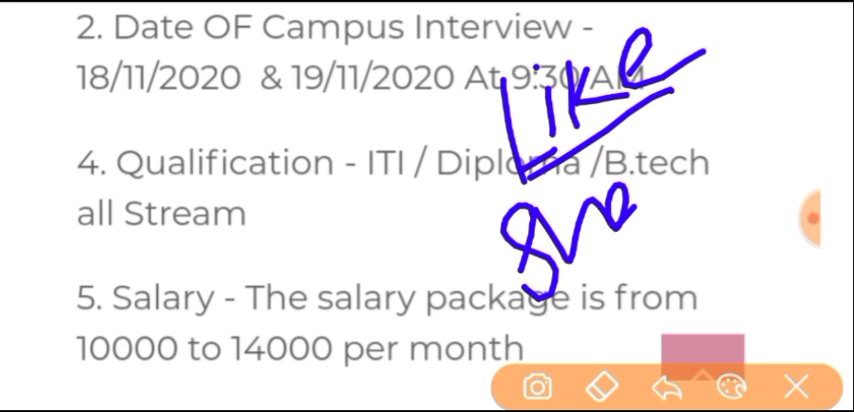 2. Date OF Campus Interview -
18/11/2020 & 19/11/2020 At 9:30 AM
Like
4. Qualification - ITI / Diploma /B.tech
all Stream
5. Salary - The salary package is from
10000 to 14000 per month